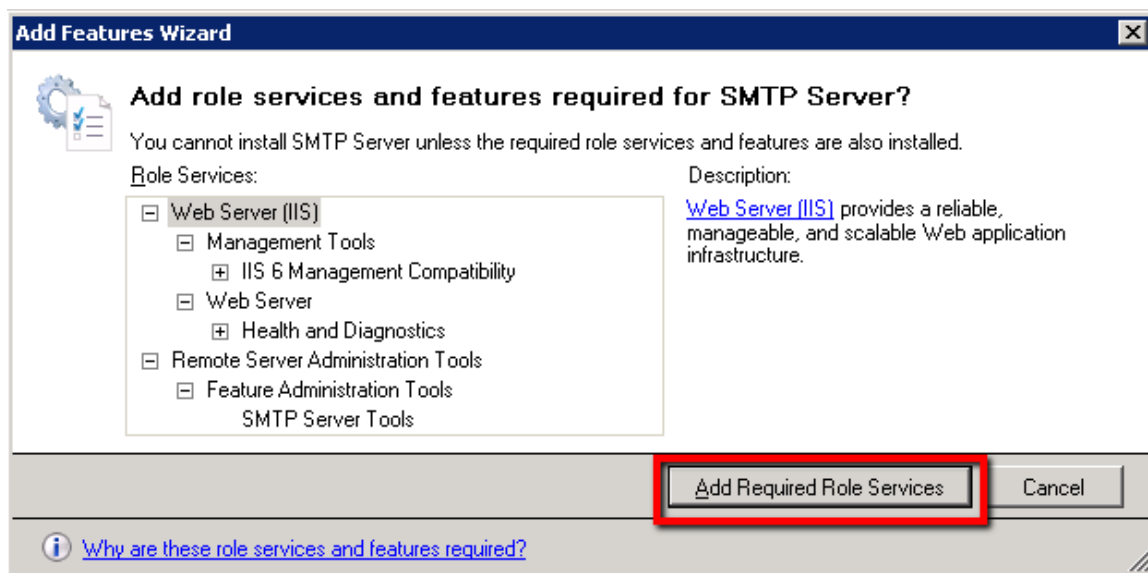 Add Features Wizard
Add role services and features required for SMTP Server?
You cannot install SMTP Server unless the required role services and features are also installed.
Role Services:
Web Server (IIS)
Management Tools
IIS 6 Management Compatibility
Web Server
Health and Diagnostics
Remote Server Administration Tools
Feature Administration Tools
SMTP Server Tools
Description:
Web Server (IIS) provides a reliable,
manageable, and scalable Web application
infrastructure.
Add Required Role Services
Cancel
Why are these role services and features required?